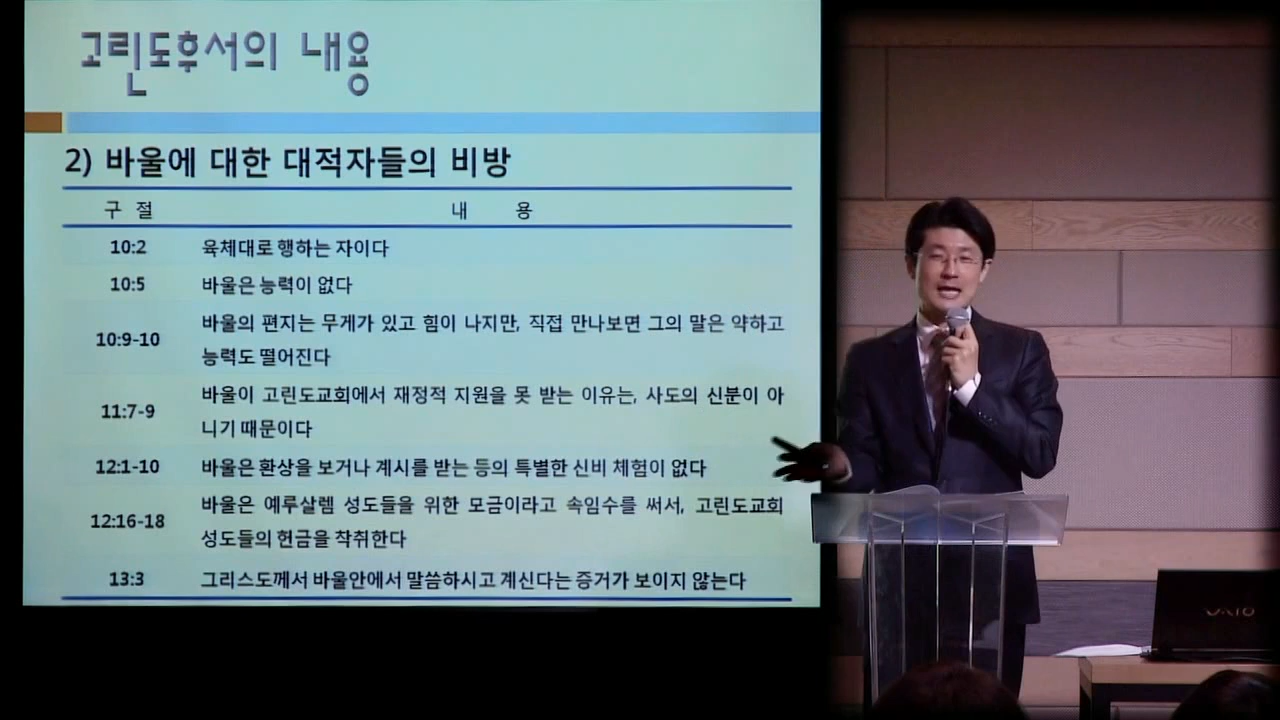 고린도후서의 내용
2) 바울에 대한 대적자들의 비방
구 절 내 용
10:2 육체대로 행하는 자이다
10:5 바울은 능력이 없다
10:9-10 바울의 편지는 무게가 있고 힘이 나지만, 직접 만나보면 그의 말은 약하고
능력도 떨어진다
11:7-9 바울이 고린도교회에서 재정적 지원을 못 받는 이유는, 사도의 신분이 아
니기 때문이다
12:1-10 바울은 환상을 보거나 계시를 받는 등의 특별한 신비 체험이 없다
12:16-18 바울은 예루살렘 성도들을 위한 모금이라고 속임수를 써서, 고린도교회
성도들의 헌금을 착취한다
13:3 그리스도께서 바울안에서 말씀하시고 계신다는 증거가 보이지 않는다
VAIO